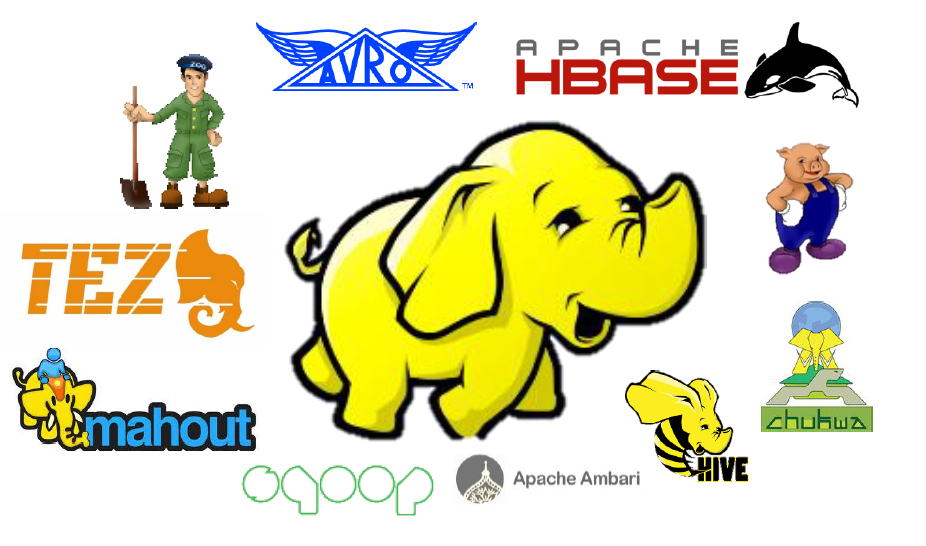 AVRO
TM
APACHE
HBASE
ZOO
TEZ
mahout
chukwa
HIVE
sqoop
Apache Ambari